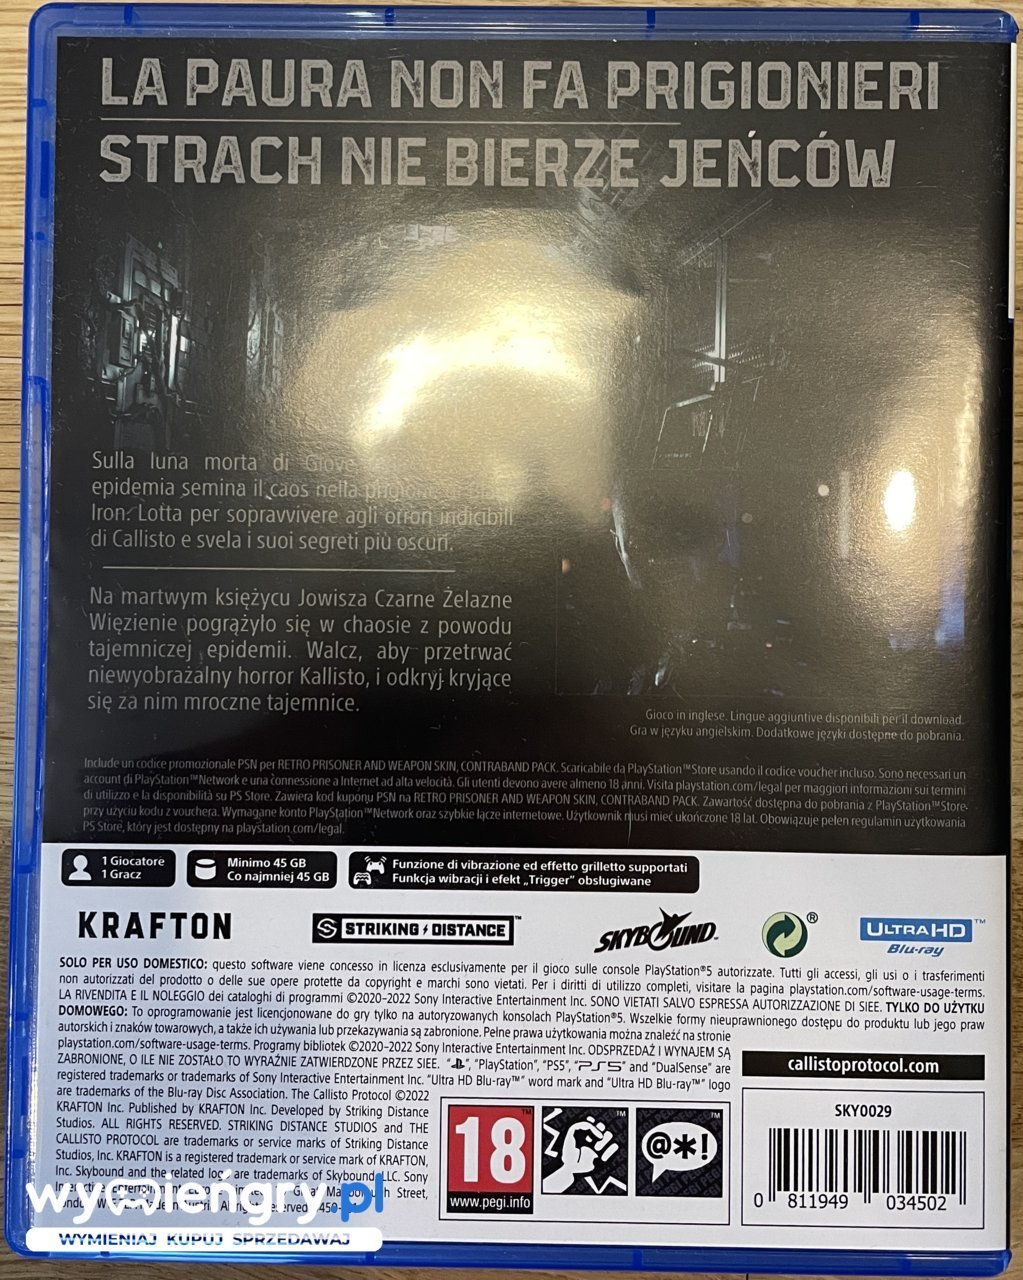 LA PAURA NON FA PRIGIONIERI
STRACH NIE BIERZE JEŃCÓW
Sulla luna morta di Giove
epidemia semina il caos nella prigione
Iron. Lotta per sopravvivere agli orrori indicibili
di Callisto e svela i suoi segreti più oscuri.
Na martwym księżycu Jowisza Czarne Żelazne
Więzienie pogrążyło się w chaosie z powodu
tajemniczej epidemii. Walcz, aby przetrwać
niewyobrażalny horror Kallisto, i odkryj kryjące
się za nim mroczne tajemnice.
Gioco in inglese. Lingue aggiuntive disponibili per il download.
Gra w języku angielskim. Dodatkowe języki dostępne do pobrania.
Include un codice promozionale PSN per RETRO PRISONER AND WEAPON SKIN, CONTRABAND PACK. Scaricabile da PlayStation™Store usando il codice voucher incluso. Sono necessari un
account di PlayStation™Network e una connessione a Internet ad alta velocità. Gli utenti devono avere almeno 18 anni. Visita playstation.com/legal per maggiori informazioni sui termini
di utilizzo e la disponibilità su PS Store. Zawiera kod kuponu PSN na RETRO PRISONER AND WEAPON SKIN, CONTRABAND PACK. Zawartość dostępna do pobrania z PlayStation™Store
przy użyciu kodu z vouchera. Wymagane konto PlayStation™Network oraz szybkie łącze internetowe. Użytkownik musi mieć ukończone 18 lat. Obowiązuje pełen regulamin użytkowania
PS Store, który jest dostępny na playstation.com/legal.
1 Giocatore
1 Gracz
Minimo 45 GB
Co najmniej 45 GB
Funzione di vibrazione ed effetto grilletto supportati
Funkcja wibracji i efekt „Trigger” obsługiwane
KRAFTON
STRIKING DISTANCE™
SKYBOUND
®
ULTRA HD™
Blu-ray
SOLO PER USO DOMESTICO: questo software viene concesso in licenza esclusivamente per il gioco sulle console PlayStation®5 autorizzate. Tutti gli accessi, gli usi o i trasferimenti
non autorizzati del prodotto o delle sue opere protette da copyright e marchi sono vietati. Per i diritti di utilizzo completi, visitare la pagina playstation.com/software-usage-terms.
LA RIVENDITA E IL NOLEGGIO dei cataloghi di programmi ©2020-2022 Sony Interactive Entertainment Inc. SONO VIETATI SALVO ESPRESSA AUTORIZZAZIONE DI SIEE. TYLKO DO UŻYTKU
DOMOWEGO: To oprogramowanie jest licencjonowane do gry tylko na autoryzowanych konsolach PlayStation®5. Wszelkie formy nieuprawnionego dostępu do produktu lub jego praw
autorskich i znaków towarowych, a także ich używania lub przekazywania są zabronione. Pełne prawa użytkowania można znaleźć na stronie
playstation.com/software-usage-terms. Programy bibliotek ©2020-2022 Sony Interactive Entertainment Inc. ODSPRZEDAŻ I WYNAJEM SĄ
ZABRONIONE, O ILE NIE ZOSTAŁO TO WYRAŹNIE ZATWIERDZONE PRZEZ SIEE. “ ”, “PlayStation”, “PS5”, “PS5” and “DualSense” are
registered trademarks or trademarks of Sony Interactive Entertainment Inc. “Ultra HD Blu-ray™” word mark and “Ultra HD Blu-ray™” logo
are trademarks of the Blu-ray Disc Association. The Callisto Protocol ©2022
KRAFTON Inc. Published by KRAFTON Inc. Developed by Striking Distance
Studios. ALL RIGHTS RESERVED. STRIKING DISTANCE STUDIOS and THE
CALLISTO PROTOCOL are trademarks or service marks of Striking Distance
Studios, Inc. KRAFTON is a registered trademark or service mark of KRAFTON,
Inc. Skybound and the related logo are trademarks of Skybound LLC. Sony
Street,
callistoprotocol.com
SKY0029
18
www.pegi.info
™
™
@*!
™
0 811949 034502
wymieńgry.pl
WYMIENIAJ KUPUJ SPRZEDAWAJ